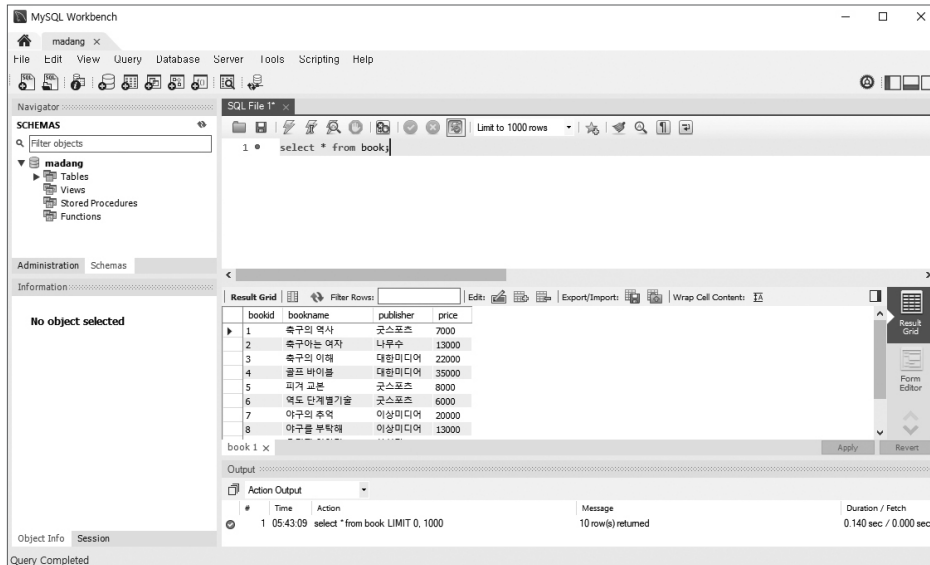 MySQL Workbench
madang ×
File Edit View Query Database Server Tools Scripting Help
Navigator
SCHEMAS
Filter objects
madang
Tables
Views
Stored Procedures
Functions
Administration Schemas
Information
No object selected
Object Info Session
Query Completed
SQL File 1* ×
Limit to 1000 rows
1 select * from book;
Result Grid Filter Rows: Edit: Export/Import: Wrap Cell Content: IA
bookid bookname publisher price
1 축구의 역사 굿스포츠 7000
2 축구아는 여자 나무수 13000
3 축구의 이해 대한미디어 22000
4 골프 바이블 대한미디어 35000
5 피겨 교본 굿스포츠 8000
6 역도 단계별기술 굿스포츠 6000
7 야구의 추억 이상미디어 20000
8 야구를 부탁해 이상미디어 13000
Result Grid
Form Editor
book 1 × Apply Revert
Output
Action Output
# Time Action Message Duration / Fetch
1 05:43:09 select * from book LIMIT 0, 1000 10 row(s) returned 0.140 sec / 0.000 sec